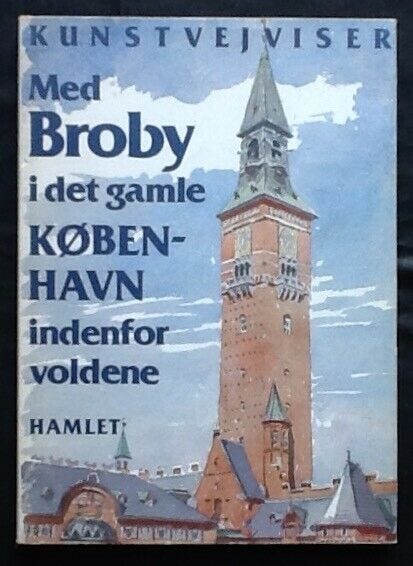 KUNSTVEJVISER
Med
Broby
i det gamle
KØBEN-
HAVN
indenfor
voldene
HAMLET